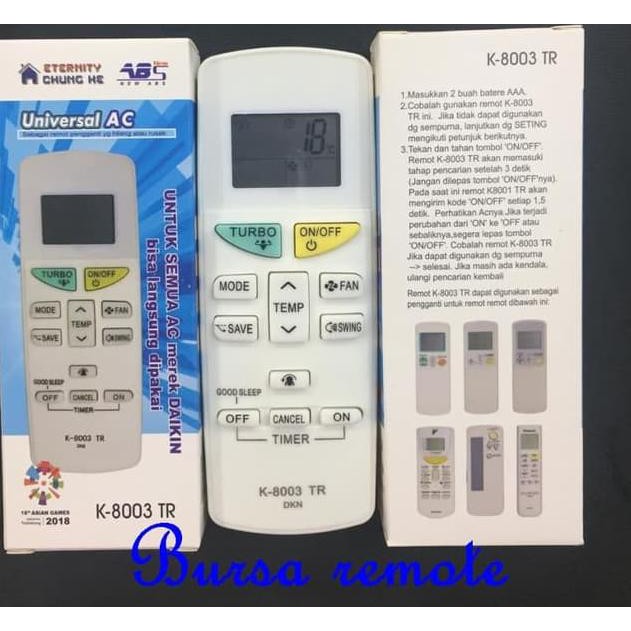 ETERNITY
CHUNG HE
ABS
New
NEW ABS
Universal AC
Sebagai remot pengganti yg hilang atau rusak
UNTUK SEMUA AC merek DAIKIN
bisa langsung dipakai
TURBO
ON/OFF
MODE
FAN
TEMP
SAVE
SWING
GOOD SLEEP
OFF
CANCEL
ON
TIMER
K-8003 TR
DKN
18th ASIAN GAMES
Jakarta
Palembang
2018
K-8003 TR
18
°C
TURBO
ON/OFF
MODE
FAN
TEMP
SAVE
SWING
GOOD SLEEP
OFF
CANCEL
ON
TIMER
K-8003 TR
DKN
K-8003 TR
1.Masukkan 2 buah batere AAA.
2.Cobalah gunakan remot K-8003
TR ini. Jika tidak dapat digunakan
dg sempurna, lanjutkan dg SETING
mengikuti petunjuk berikutnya.
3.Tekan dan tahan tombol 'ON/OFF'.
Remot K-8003 TR akan memasuki
tahap pencarian setelah 3 detik
(Jangan dilepas tombol 'ON/OFF'nya).
Pada saat ini remot K8001 TR akan
mengirim kode 'ON/OFF' setiap 1,5
detik. Perhatikan Acnya.Jika terjadi
perubahan dari 'ON' ke 'OFF' atau
sebaliknya,segera lepas tombol
'ON/OFF'. Cobalah remot K-8003 TR
Jika dapat digunakan dg sempurna
--> selesai. Jika masih ada kendala,
ulangi pencarian kembali
Remot K-8003 TR dapat digunakan sebagai
pengganti untuk remot remot dibawah ini:
Bursa remote